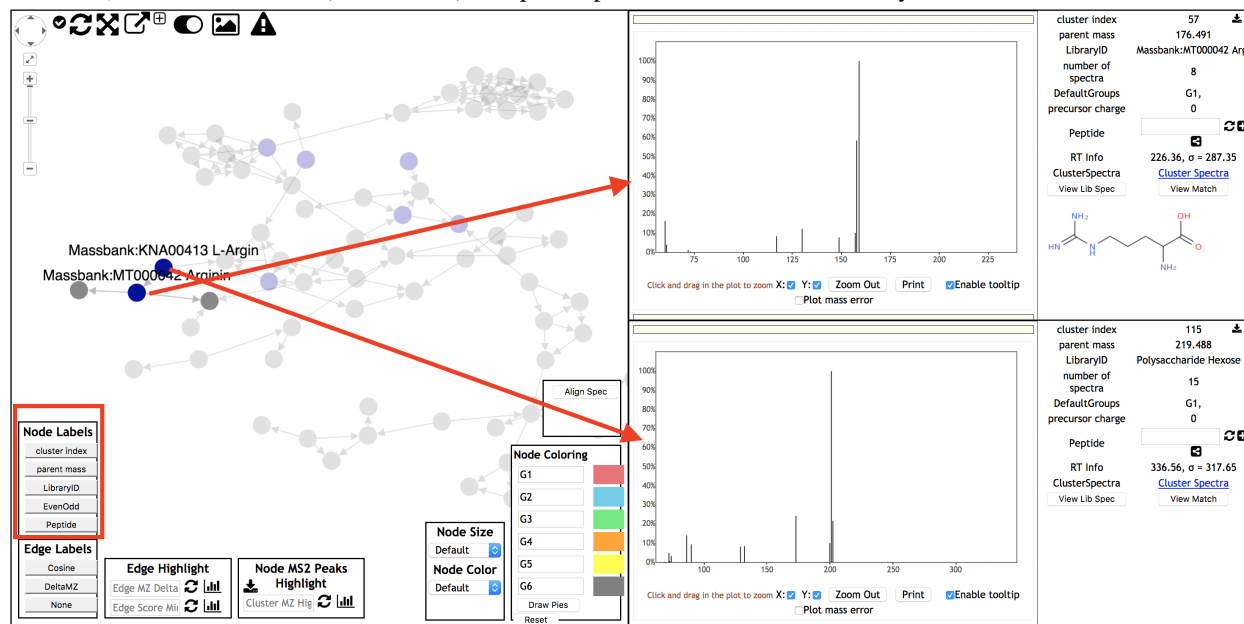 Massbank:KNA00413 L-Argin
Massbank:MT000042 Arginin
Node Labels
cluster index
parent mass
LibraryID
EvenOdd
Peptide
Edge Labels
Cosine
DeltaMZ
None
Edge Highlight
Edge MZ Delta
Edge Score Mi
Node MS2 Peaks
Highlight
Cluster MZ Hig
Node Size
Default
Node Color
Default
Align Spec
Node Coloring
G1
G2
G3
G4
G5
G6
Draw Pies
Reset
100%
90%
80%
70%
60%
50%
40%
30%
20%
10%
0%
75 100 125 150 175 200 225
Click and drag in the plot to zoom X: Y: Zoom Out Print Enable tooltip
Plot mass error
cluster index 57
parent mass 176.491
LibraryID Massbank:MT000042 Arg
number of
spectra 8
DefaultGroups G1,
precursor charge 0
Peptide
RT Info 226.36, σ = 287.35
ClusterSpectra Cluster Spectra
View Lib Spec View Match
NH₂ OH
HN N H O
NH₂
100%
90%
80%
70%
60%
50%
40%
30%
20%
10%
0%
100 150 200 250 300
Click and drag in the plot to zoom X: Y: Zoom Out Print Enable tooltip
Plot mass error
cluster index 115
parent mass 219.488
LibraryID Polysaccharide Hexose
number of
spectra 15
DefaultGroups G1,
precursor charge 0
Peptide
RT Info 336.56, σ = 317.65
ClusterSpectra Cluster Spectra
View Lib Spec View Match